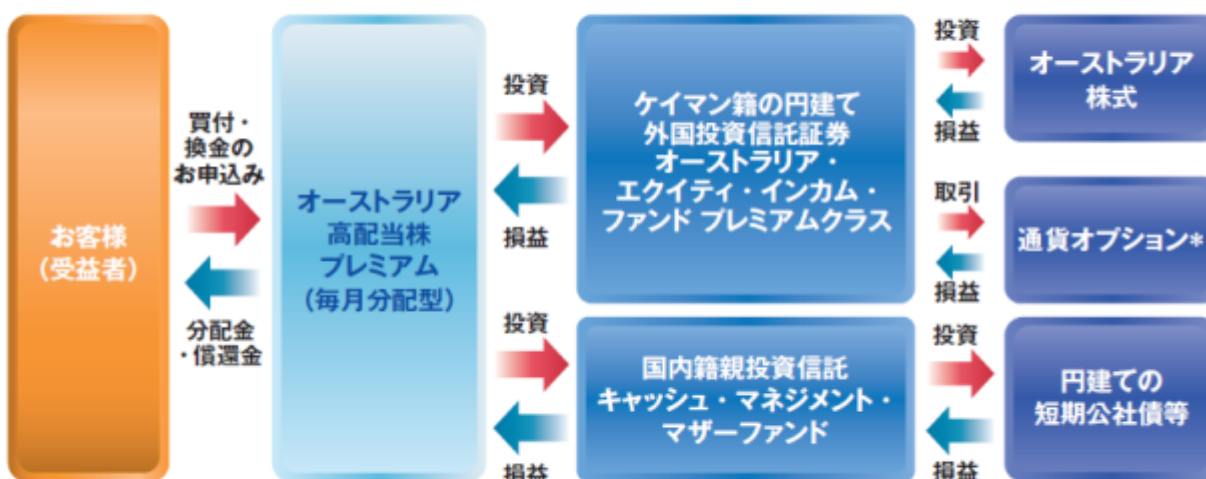 お客様
（受益者）
買付・
換金の
お申込み
分配金
・償還金
オーストラリア
高配当株
プレミアム
（毎月分配型）
投資
損益
投資
損益
ケイマン籍の円建て
外国投資信託証券
オーストラリア・
エクイティ・インカム・
ファンド プレミアムクラス
国内籍親投資信託
キャッシュ・マネジメント・
マザーファンド
投資
損益
取引
損益
投資
損益
オーストラリア
株式
通貨オプション*
円建ての
短期公社債等